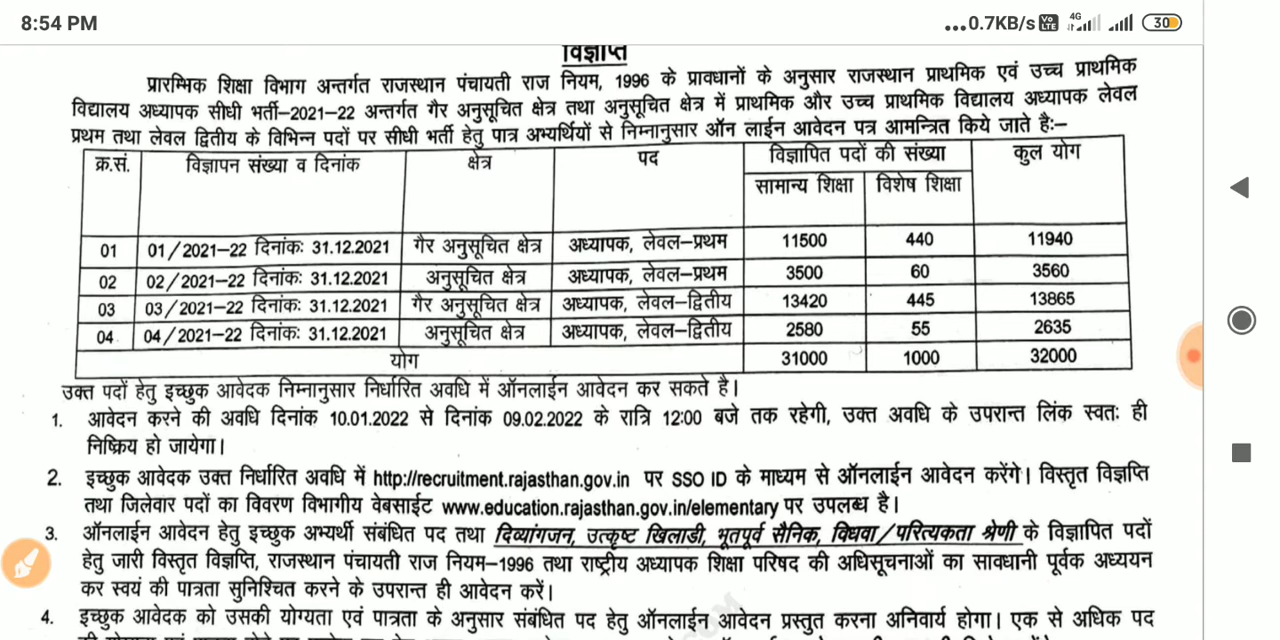 8:54 PM
...0.7KB/s Vo LTE 4G 30
विज्ञप्ति
प्रारम्भिक शिक्षा विभाग अन्तर्गत राजस्थान पंचायती राज नियम, 1996 के प्रावधानों के अनुसार राजस्थान प्राथमिक एवं उच्च प्राथमिक
विद्यालय अध्यापक सीधी भर्ती–2021–22 अन्तर्गत गैर अनुसूचित क्षेत्र तथा अनुसूचित क्षेत्र में प्राथमिक और उच्च प्राथमिक विद्यालय अध्यापक लेवल
प्रथम तथा लेवल द्वितीय के विभिन्न पदों पर सीधी भर्ती हेतु पात्र अभ्यर्थियों से निम्नानुसार ऑन लाईन आवेदन पत्र आमन्त्रित किये जाते हैः–
क्र.सं. विज्ञापन संख्या व दिनांक क्षेत्र पद विज्ञापित पदों की संख्या कुल योग
सामान्य शिक्षा विशेष शिक्षा
01 01/2021–22 दिनांकः 31.12.2021 गैर अनुसूचित क्षेत्र अध्यापक, लेवल–प्रथम 11500 440 11940
02 02/2021–22 दिनांकः 31.12.2021 अनुसूचित क्षेत्र अध्यापक, लेवल–प्रथम 3500 60 3560
03 03/2021–22 दिनांकः 31.12.2021 गैर अनुसूचित क्षेत्र अध्यापक, लेवल–द्वितीय 13420 445 13865
04 04/2021–22 दिनांकः 31.12.2021 अनुसूचित क्षेत्र अध्यापक, लेवल–द्वितीय 2580 55 2635
योग 31000 1000 32000
उक्त पदों हेतु इच्छुक आवेदक निम्नानुसार निर्धारित अवधि में ऑनलाईन आवेदन कर सकते है।
1. आवेदन करने की अवधि दिनांक 10.01.2022 से दिनांक 09.02.2022 के रात्रि 12:00 बजे तक रहेगी, उक्त अवधि के उपरान्त लिंक स्वतः ही
निष्क्रिय हो जायेगा।
2. इच्छुक आवेदक उक्त निर्धारित अवधि में http://recruitment.rajasthan.gov.in पर SSO ID के माध्यम से ऑनलाईन आवेदन करेंगे। विस्तृत विज्ञप्ति
तथा जिलेवार पदों का विवरण विभागीय वेबसाईट www.education.rajasthan.gov.in/elementary पर उपलब्ध है।
3. ऑनलाईन आवेदन हेतु इच्छुक अभ्यर्थी संबंधित पद तथा दिव्यांगजन, उत्कृष्ट खिलाडी, भूतपूर्व सैनिक, विधवा/परित्यकता श्रेणी के विज्ञापित पदों
हेतु जारी विस्तृत विज्ञप्ति, राजस्थान पंचायती राज नियम–1996 तथा राष्ट्रीय अध्यापक शिक्षा परिषद की अधिसूचनाओं का सावधानी पूर्वक अध्ययन
कर स्वयं की पात्रता सुनिश्चित करने के उपरान्त ही आवेदन करें।
4. इच्छुक आवेदक को उसकी योग्यता एवं पात्रता के अनुसार संबंधित पद हेतु ऑनलाईन आवेदन प्रस्तुत करना अनिवार्य होगा। एक से अधिक पद